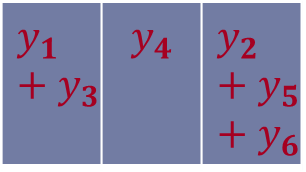 y₁ y₄ y₂
+ y₃ + y₅
+ y₆